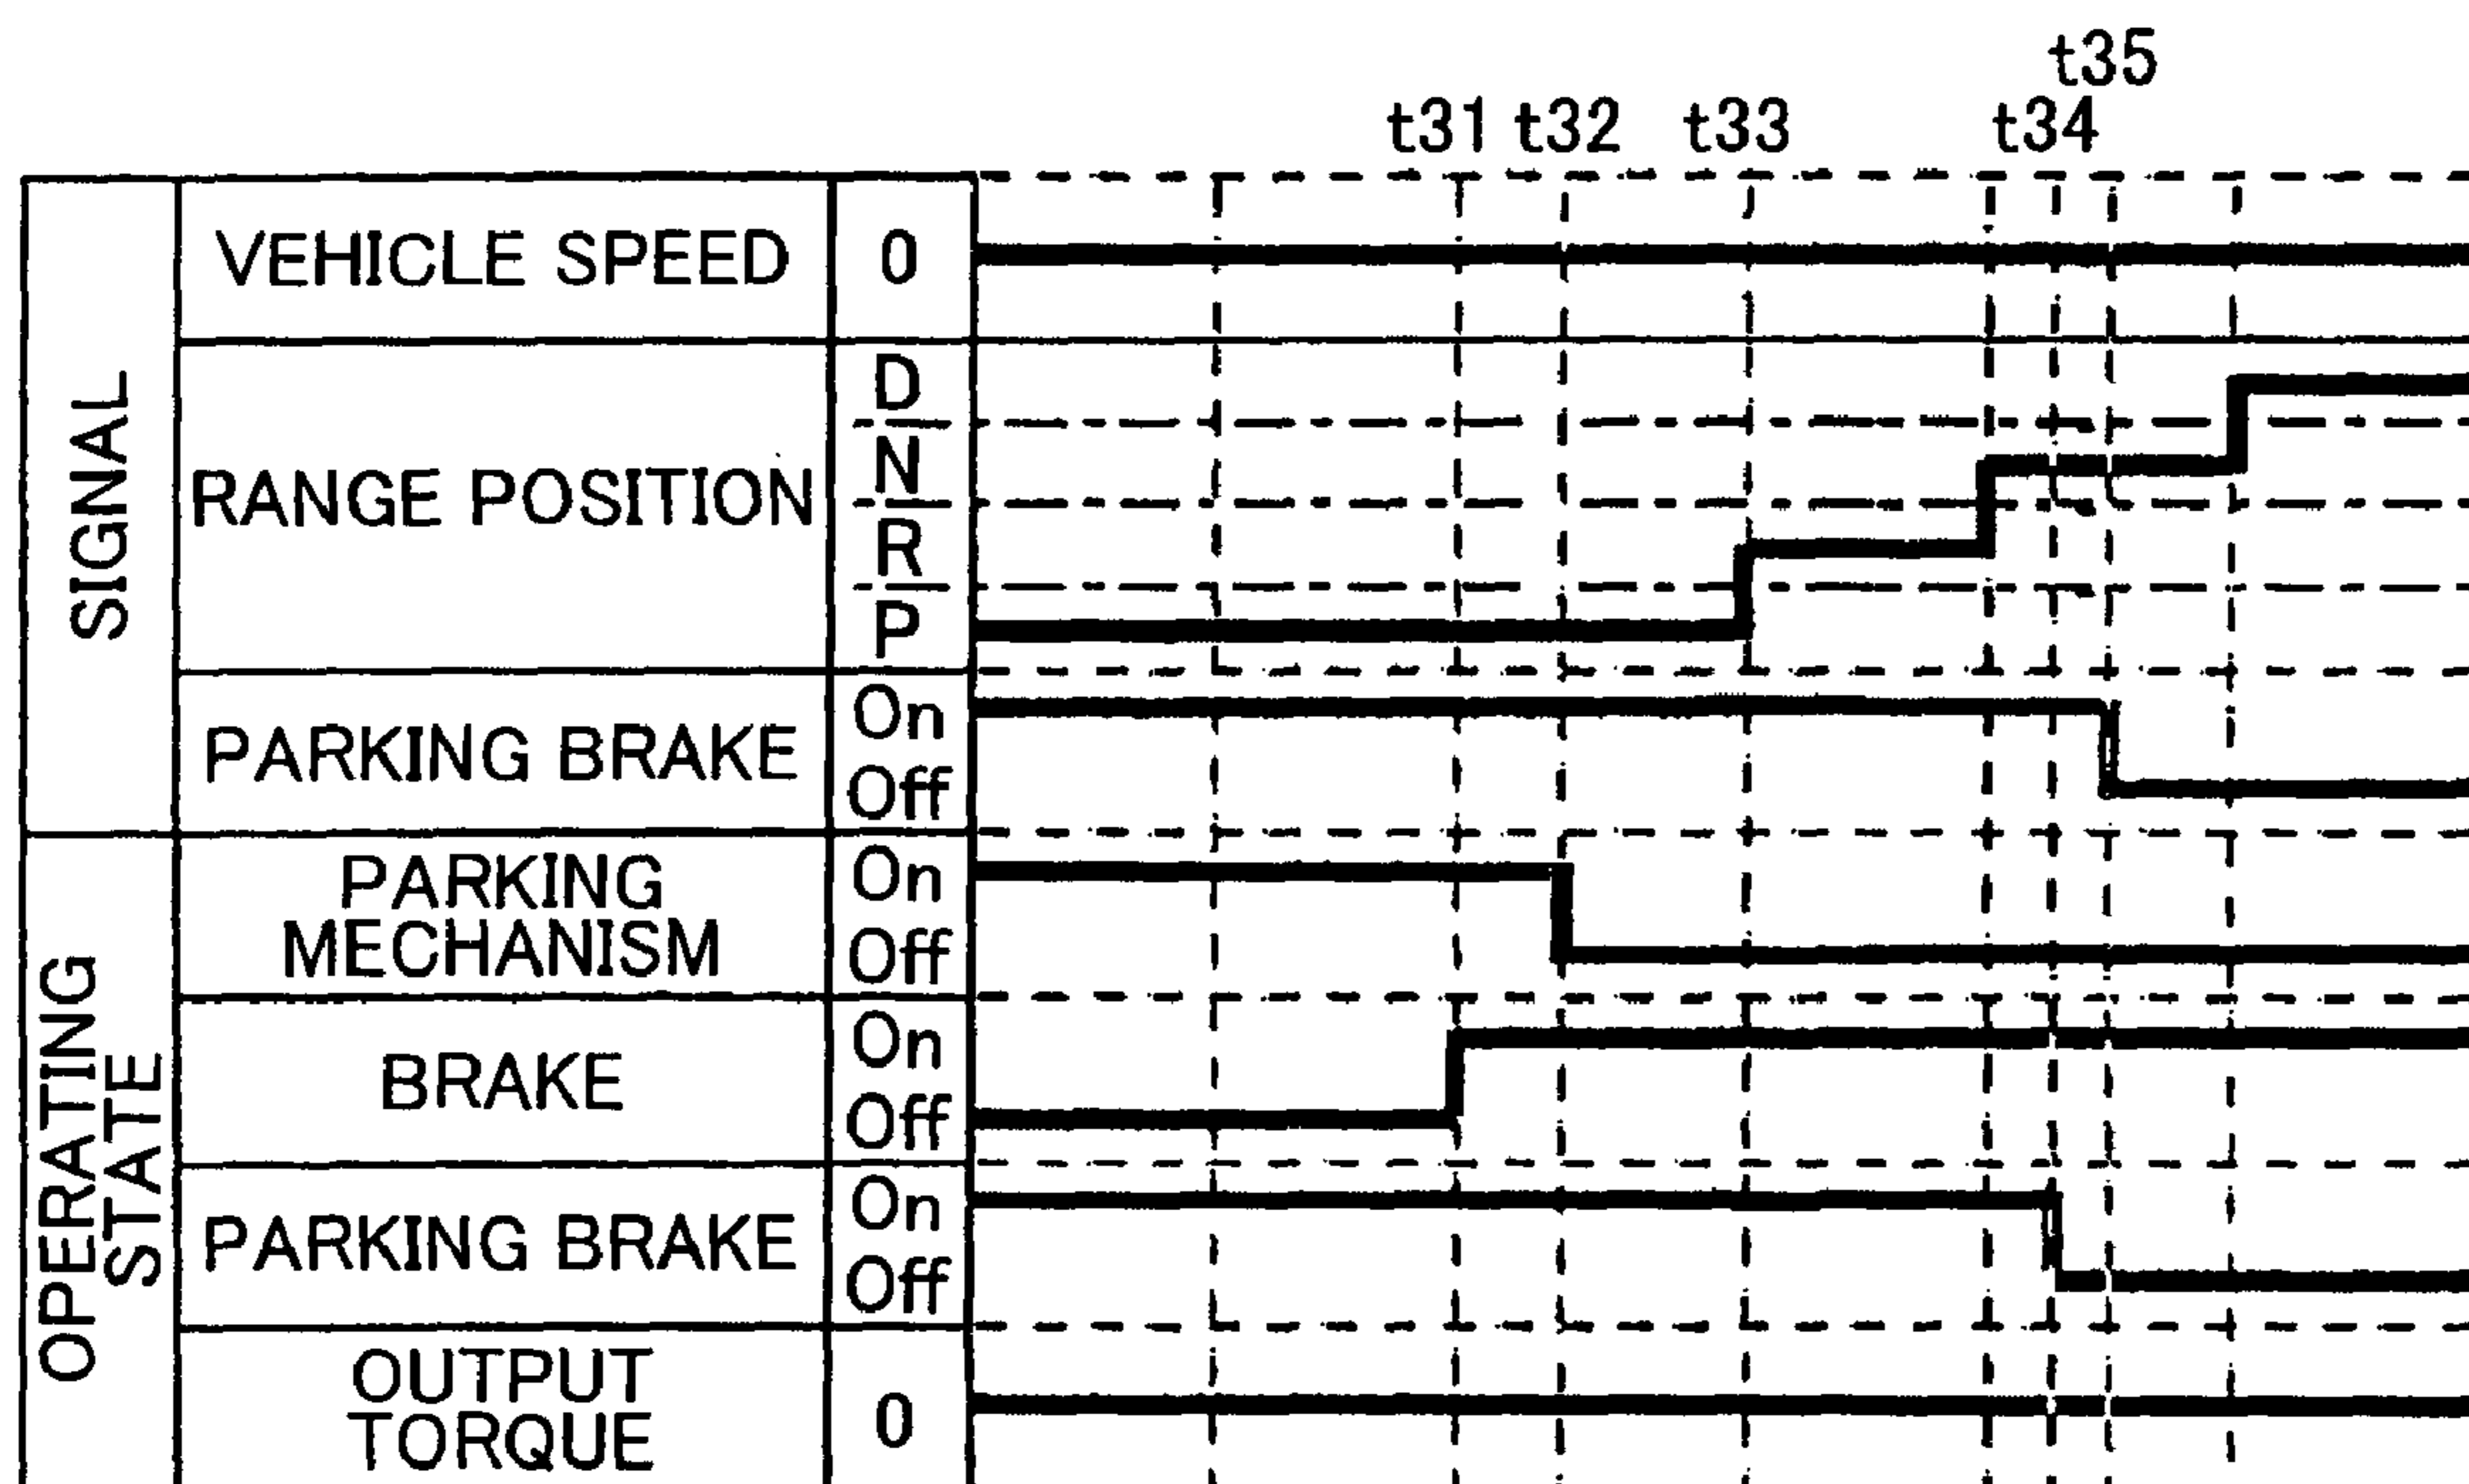 t35
t31 t32 t33 t34
SIGNAL
VEHICLE SPEED 0
RANGE POSITION
D
N
R
P
PARKING BRAKE
On
Off
OPERATING
STATE
PARKING
MECHANISM
On
Off
BRAKE
On
Off
PARKING BRAKE
On
Off
OUTPUT
TORQUE
0